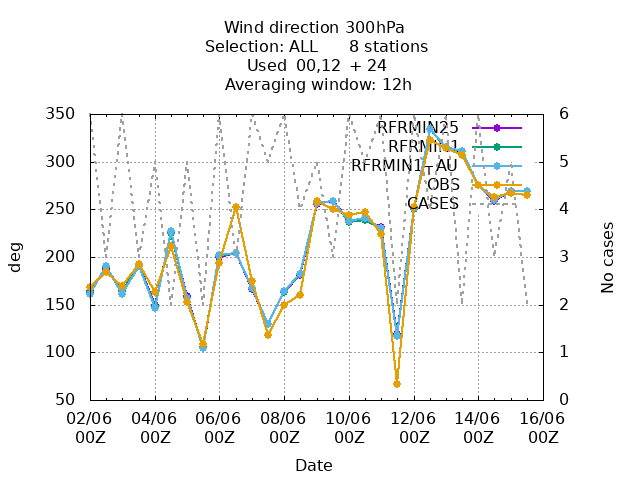 Wind direction 300hPa
Selection: ALL      8 stations
Used  00,12  + 24
Averaging window: 12h
RFRMIN25
RFRMIN1
RFRMIN1_AU
OBS
CASES
350
300
250
200
150
100
50
6
5
4
3
2
1
0
deg
No cases
02/06 00Z
04/06 00Z
06/06 00Z
08/06 00Z
10/06 00Z
12/06 00Z
14/06 00Z
16/06 00Z
Date